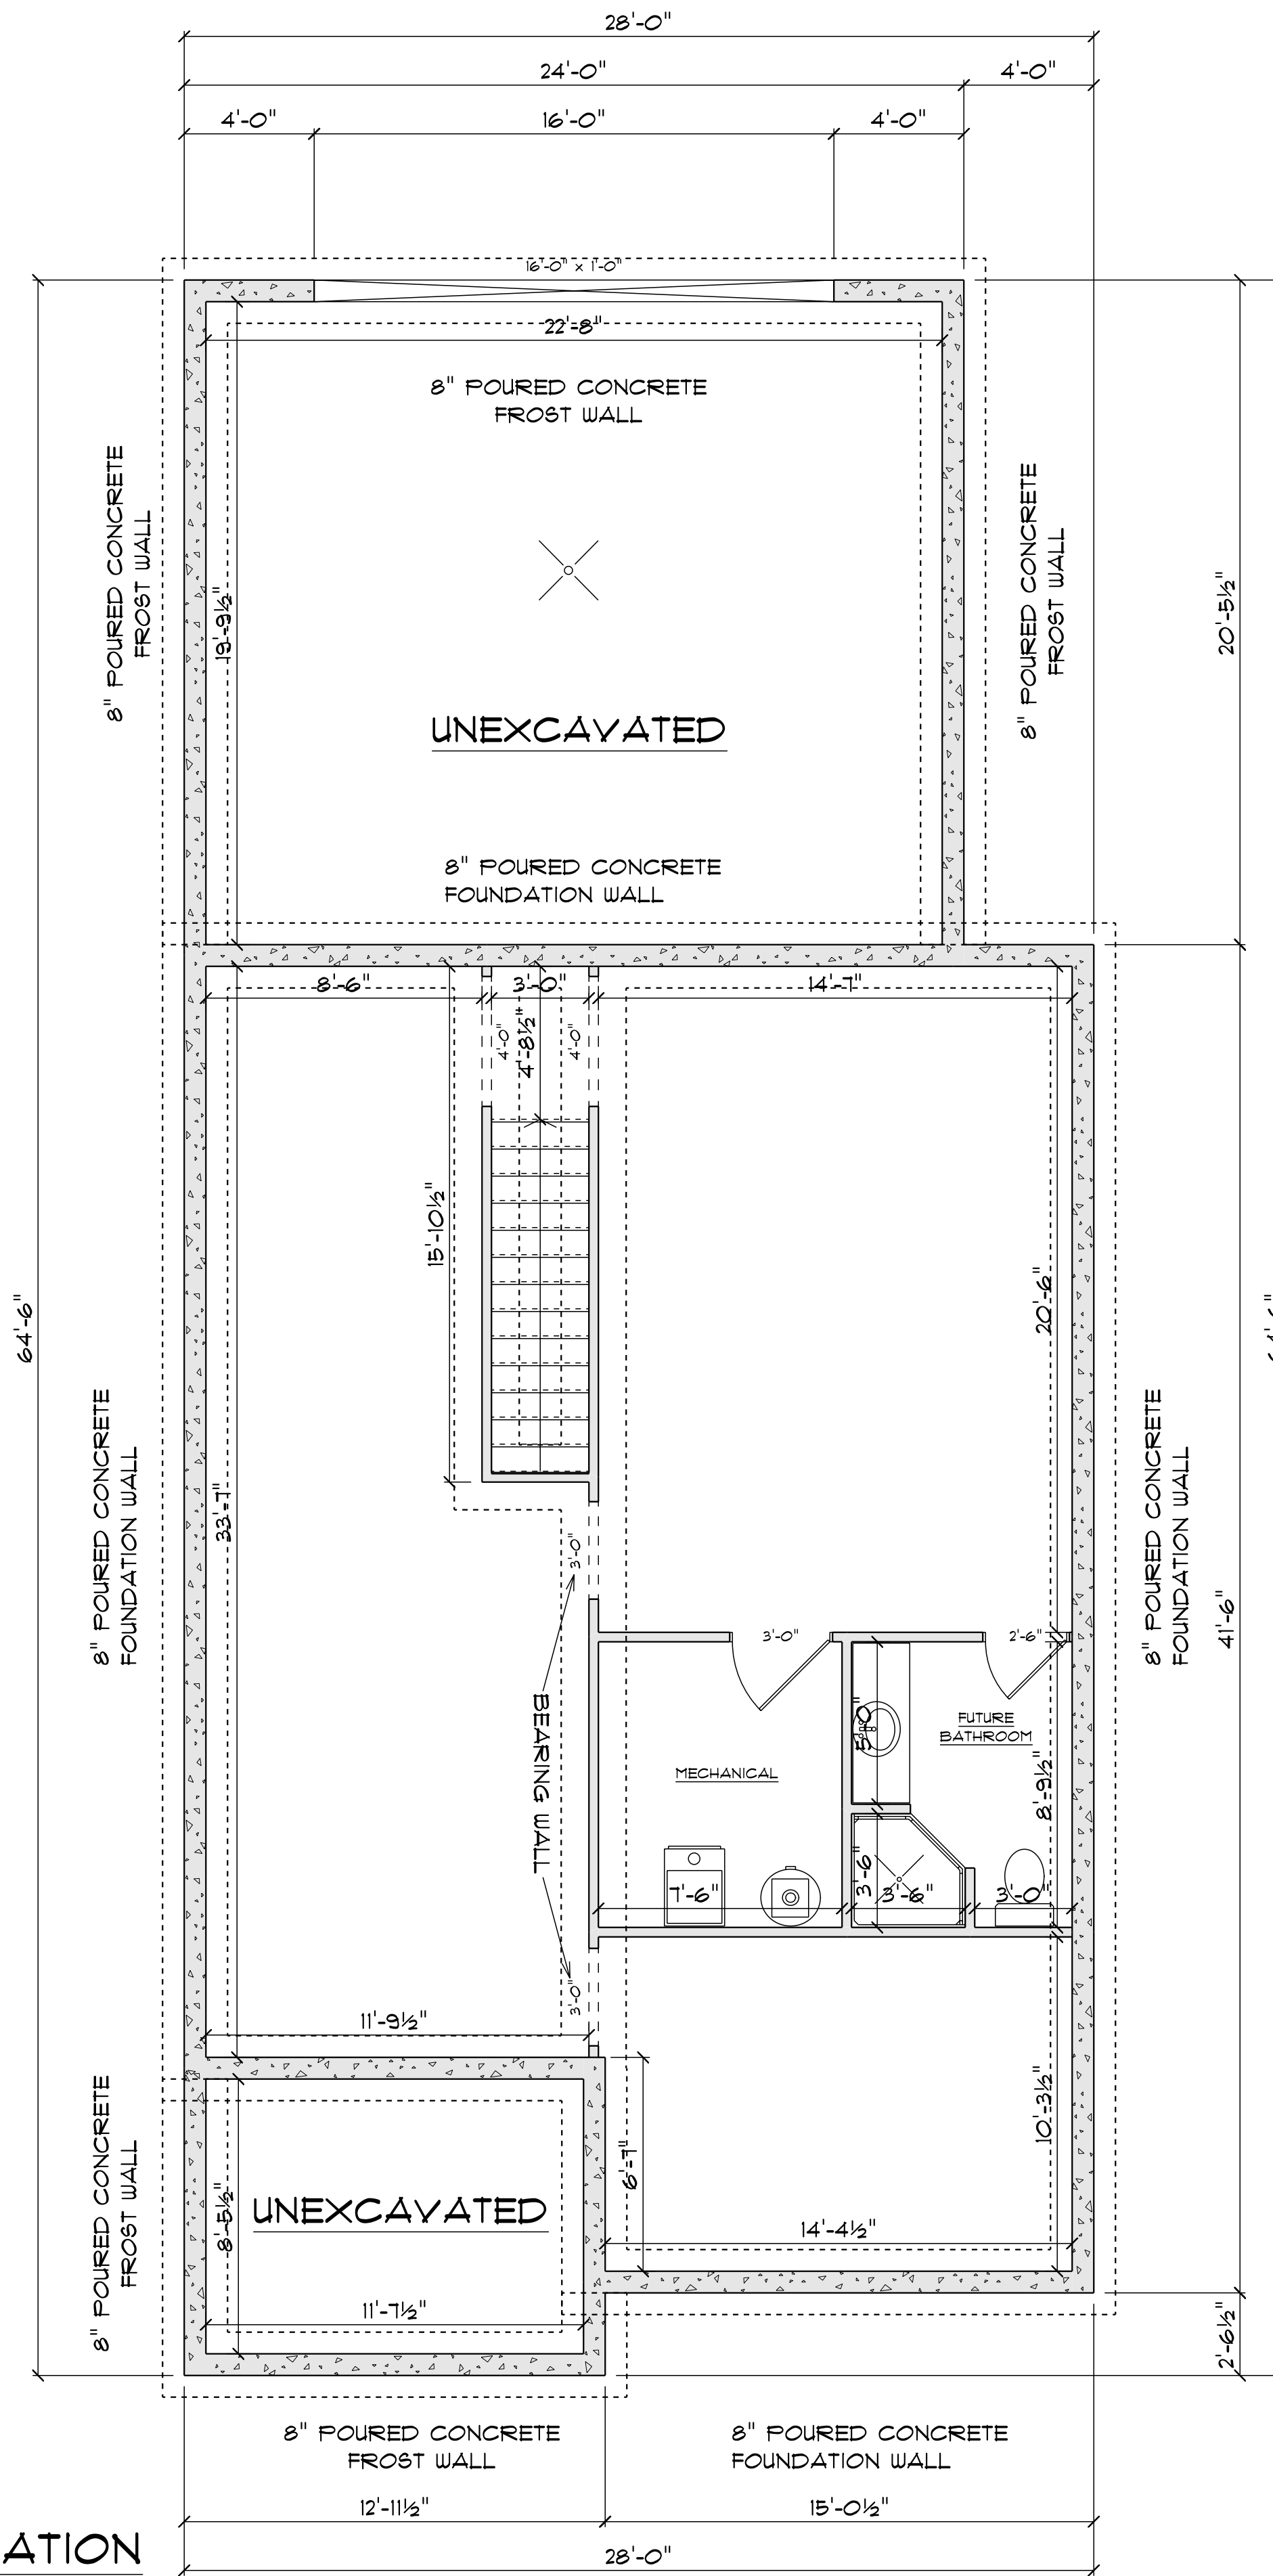 28'-0"
24'-0"
4'-0"
4'-0"
16'-0"
4'-0"
16'-0" x 1'-0"
22'-8"
8" POURED CONCRETE
FROST WALL
8" POURED CONCRETE
FROST WALL
8" POURED CONCRETE
FROST WALL
19'-9½"
20'-5½"
UNEXCAVATED
8" POURED CONCRETE
FOUNDATION WALL
8'-6"
3'-0"
14'-7"
4'-0"
4'-8½"
4'-0"
15'-10½"
20'-6"
64'-6"
8" POURED CONCRETE
FOUNDATION WALL
33'-7"
8" POURED CONCRETE
FOUNDATION WALL
41'-6"
3'-0"
3'-0"
2'-6"
BEARING WALL
5'-0"
FUTURE
BATHROOM
MECHANICAL
8'-9½"
3'-6"
7'-6"
3'-6"
3'-0"
3'-0"
11'-9½"
10'-3½"
8" POURED CONCRETE
FROST WALL
6'-7"
8'-5½"
UNEXCAVATED
14'-4½"
11'-7½"
2'-6½"
8" POURED CONCRETE
FROST WALL
8" POURED CONCRETE
FOUNDATION WALL
12'-11½"
15'-0½"
ATION
28'-0"